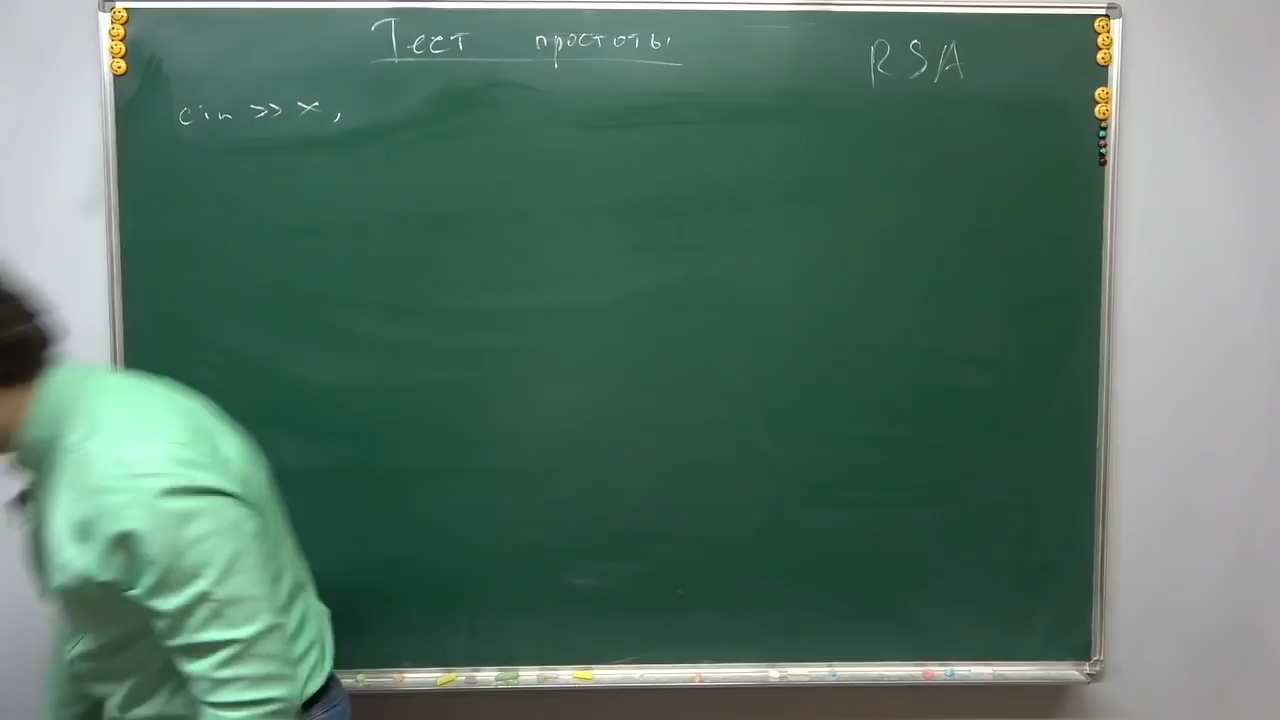 Тест простоты
RSA
cin >> x,